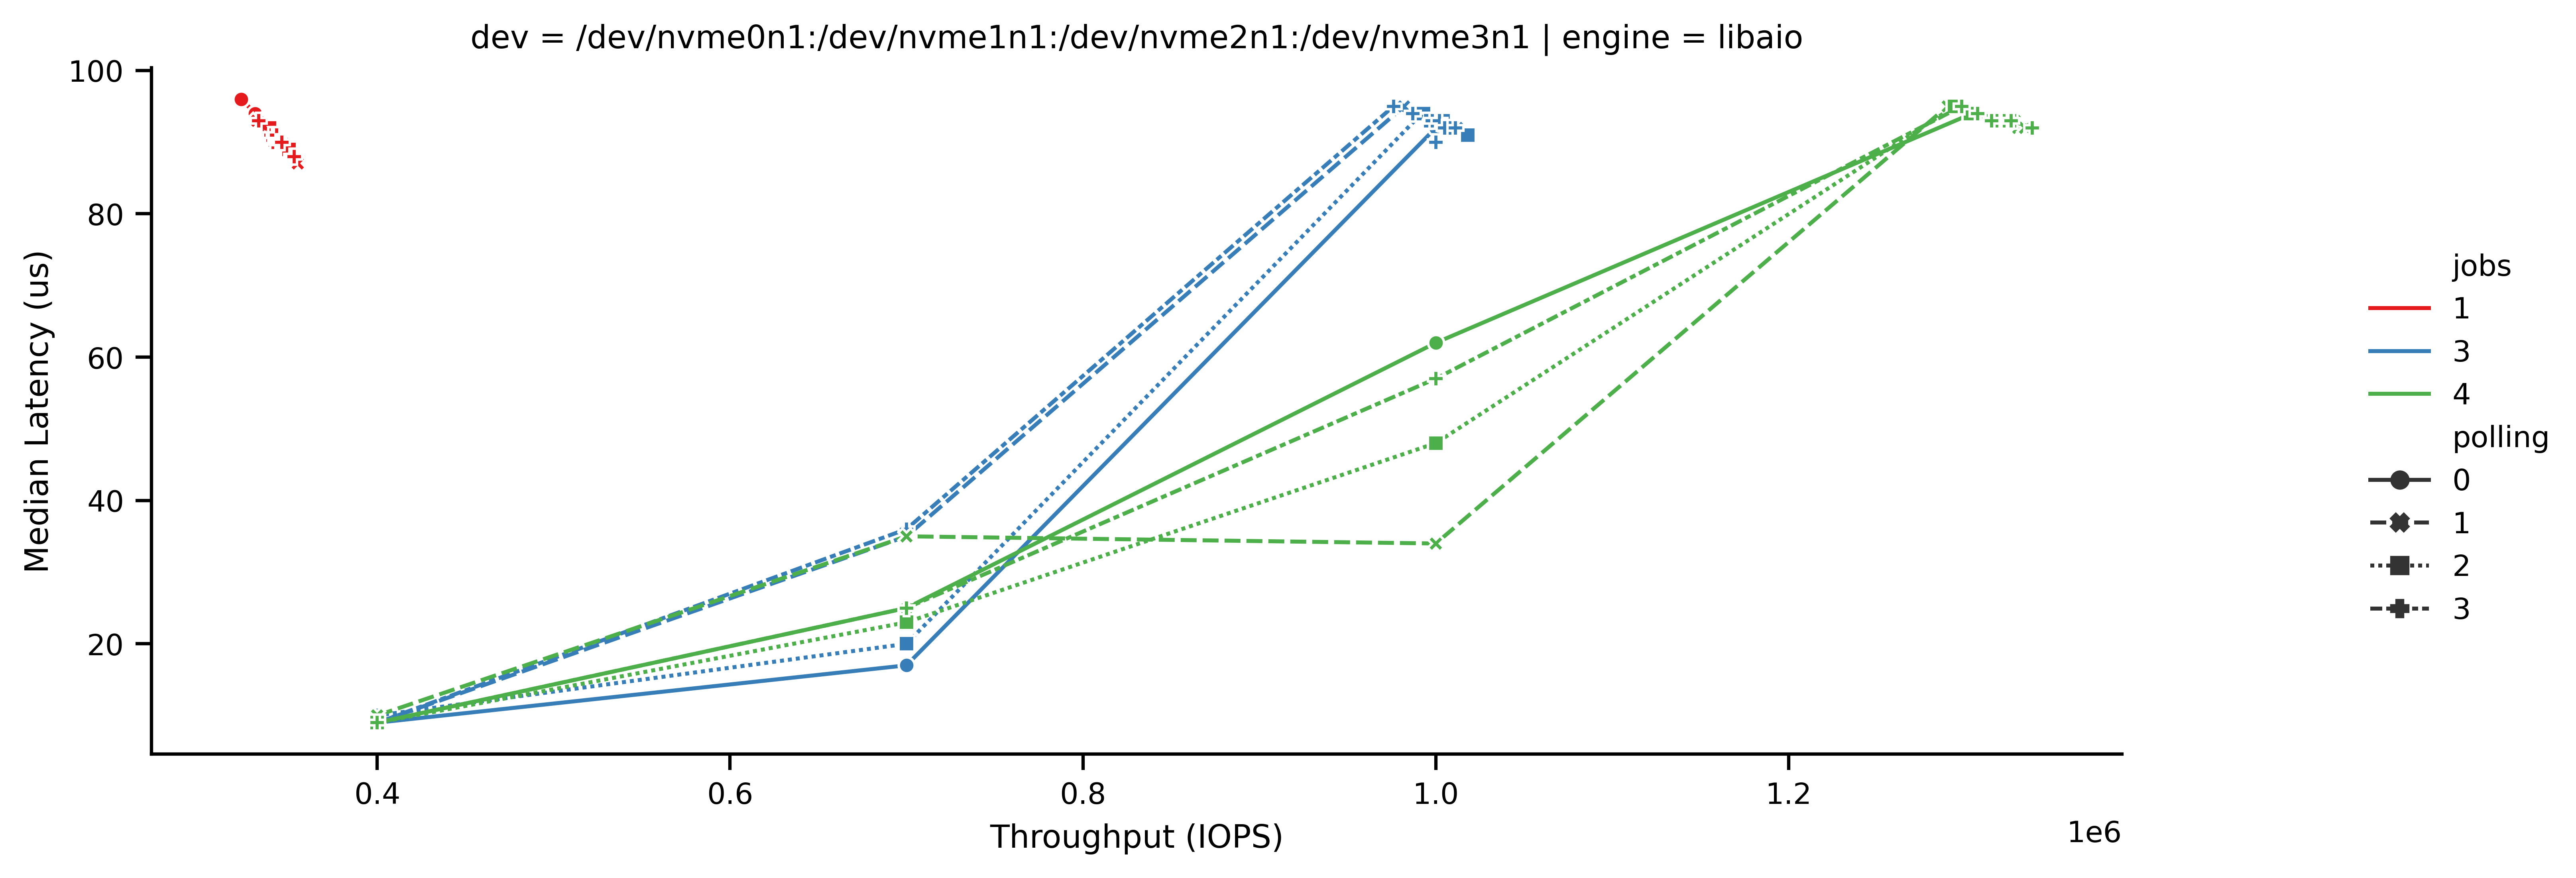 dev = /dev/nvme0n1:/dev/nvme1n1:/dev/nvme2n1:/dev/nvme3n1 | engine = libaio
100
80
60
40
20
Median Latency (us)
0.4 0.6 0.8 1.0 1.2
1e6
Throughput (IOPS)
jobs
1
3
4
polling
0
1
2
3